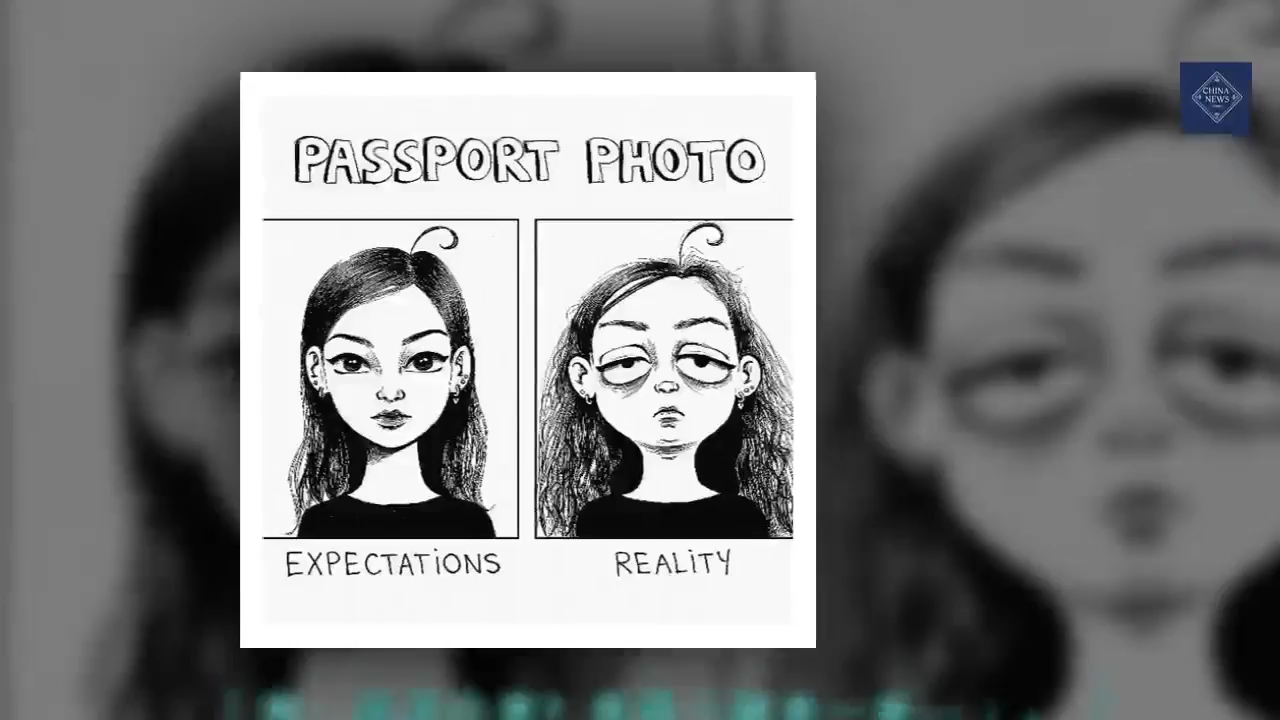 PASSPORT PHOTO
EXPECTATIONS
REALITY
CHINA
NEWS